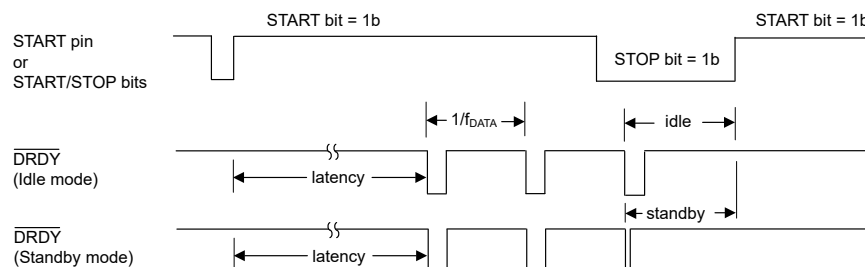 START bit = 1b
START bit = 1b
START pin
or
START/STOP bits
STOP bit = 1b
1/fDATA
idle
DRDY
(Idle mode)
latency
standby
DRDY
(Standby mode)
latency